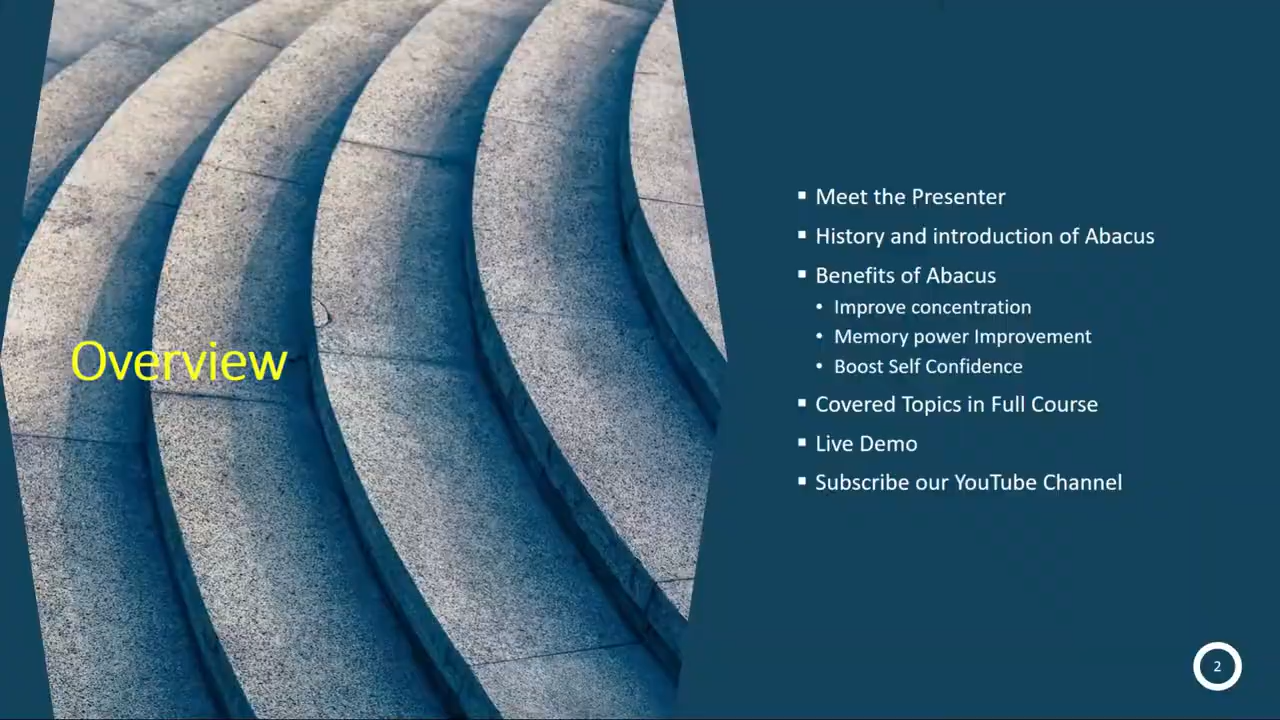 Overview
▪ Meet the Presenter
▪ History and introduction of Abacus
▪ Benefits of Abacus
• Improve concentration
• Memory power Improvement
• Boost Self Confidence
▪ Covered Topics in Full Course
▪ Live Demo
▪ Subscribe our YouTube Channel
2